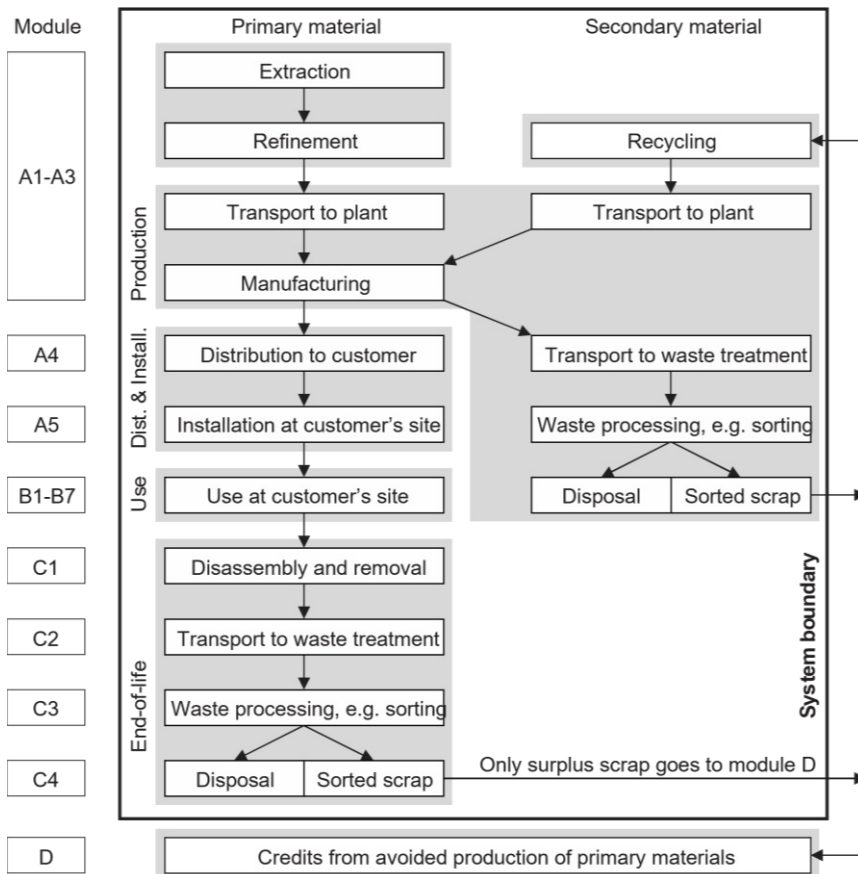 Module
Primary material
Secondary material
Extraction
Refinement
Recycling
A1-A3
Transport to plant
Transport to plant
Manufacturing
Production
A4
Distribution to customer
Transport to waste treatment
Dist. & Install.
A5
Installation at customer's site
Waste processing, e.g. sorting
B1-B7
Use
Use at customer's site
Disposal
Sorted scrap
C1
Disassembly and removal
C2
Transport to waste treatment
System boundary
End-of-life
C3
Waste processing, e.g. sorting
C4
Disposal
Sorted scrap
Only surplus scrap goes to module D
D
Credits from avoided production of primary materials